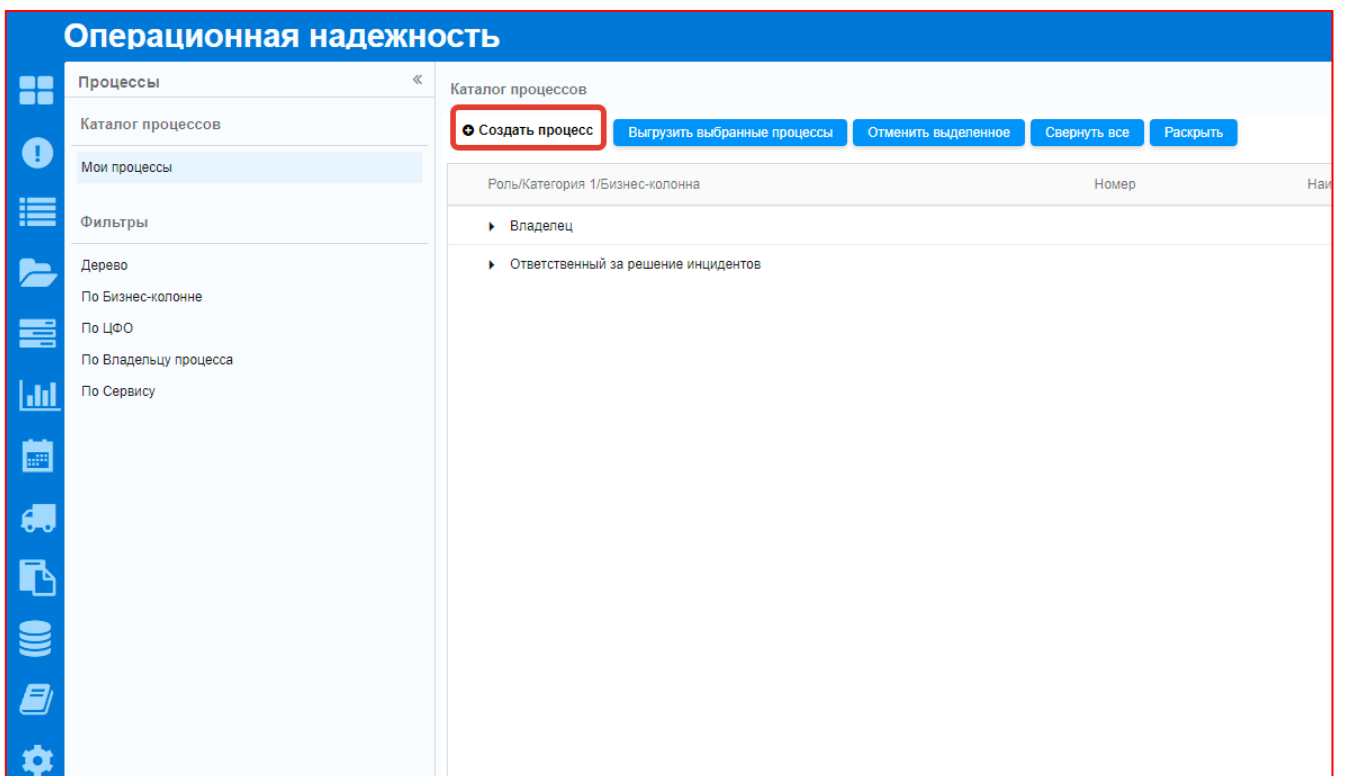 Операционная надежность
Процессы
Каталог процессов
Мои процессы
Фильтры
Дерево
По Бизнес-колонне
По ЦФО
По Владельцу процесса
По Сервису
Каталог процессов
Создать процесс Выгрузить выбранные процессы Отменить выделенное Свернуть все Раскрыть
Роль/Категория 1/Бизнес-колонна Номер Наи
Владелец
Ответственный за решение инцидентов